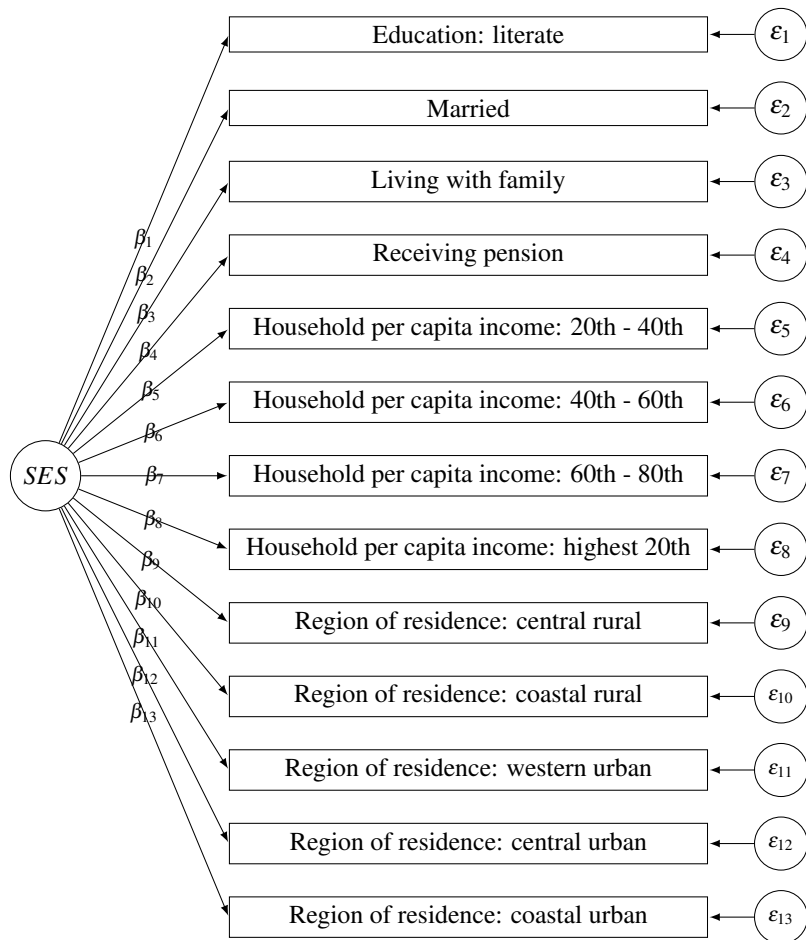 Education: literate
ε₁
Married
ε₂
Living with family
ε₃
β₁
Receiving pension
ε₄
β₂
β₃
Household per capita income: 20th - 40th
ε₅
β₄
β₅
Household per capita income: 40th - 60th
ε₆
β₆
SES
β₇
Household per capita income: 60th - 80th
ε₇
β₈
Household per capita income: highest 20th
ε₈
β₉
β₁₀
Region of residence: central rural
ε₉
β₁₁
β₁₂
Region of residence: coastal rural
ε₁₀
β₁₃
Region of residence: western urban
ε₁₁
Region of residence: central urban
ε₁₂
Region of residence: coastal urban
ε₁₃